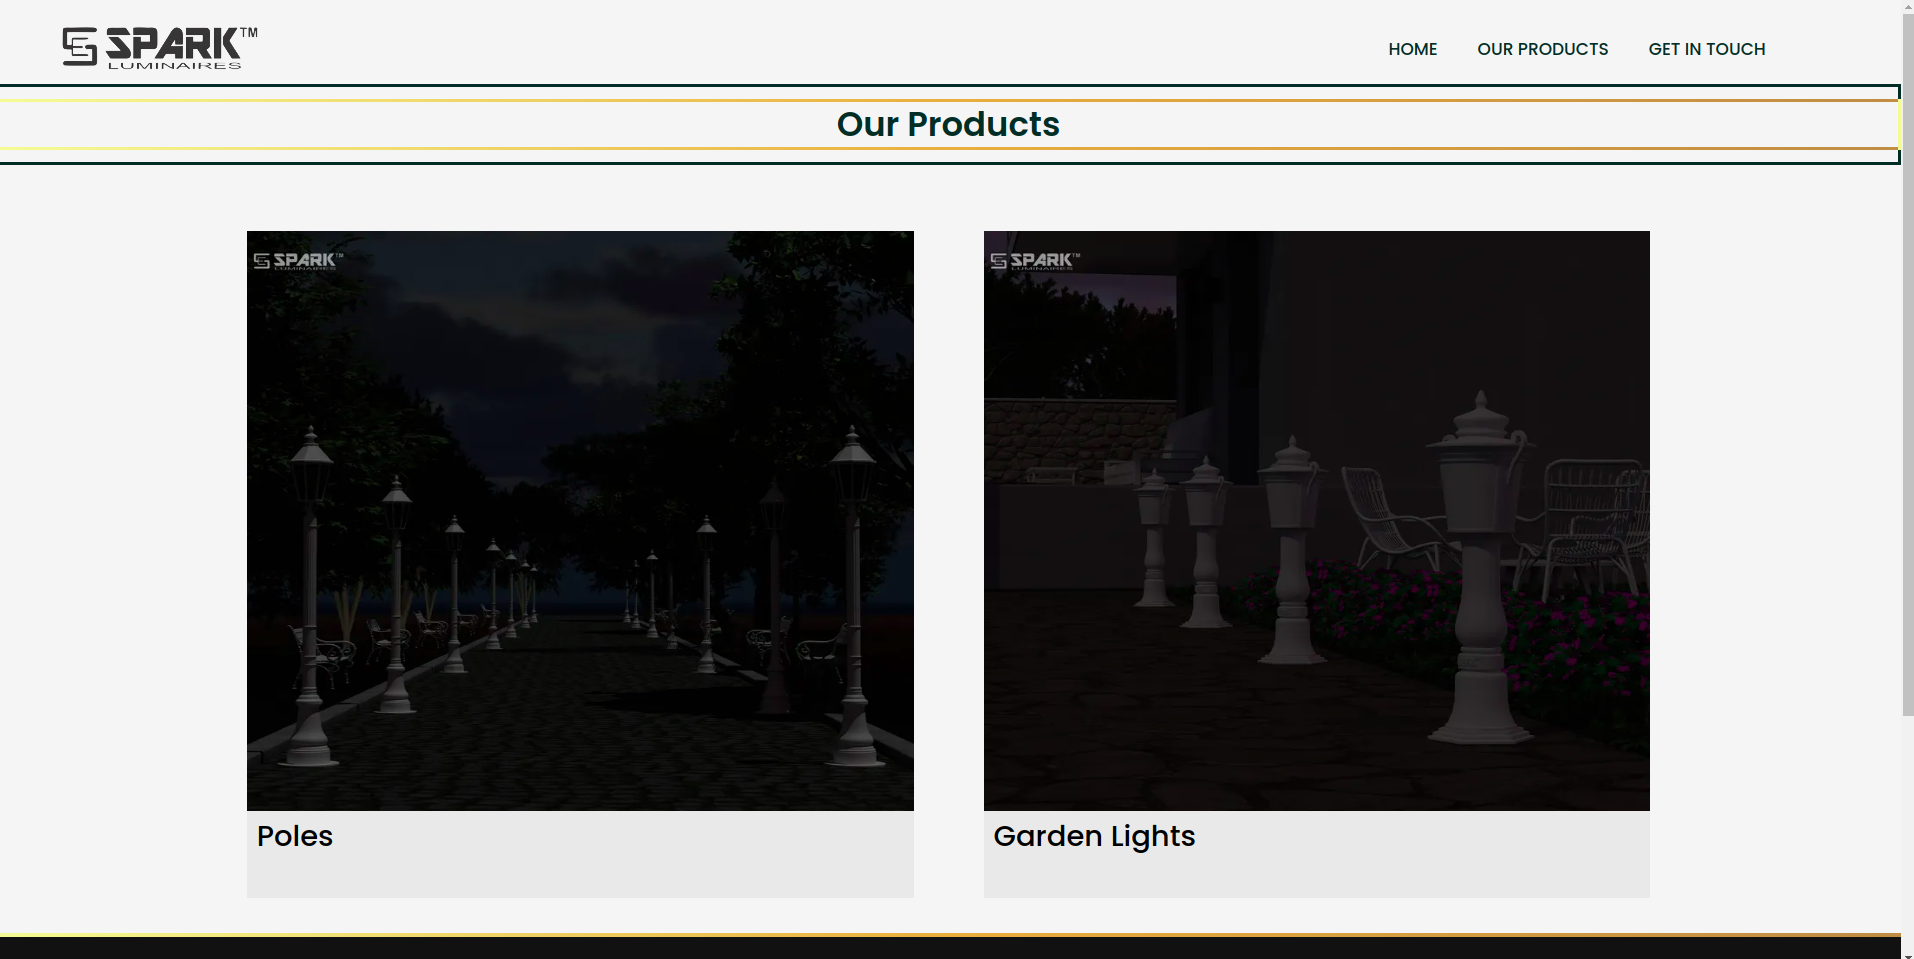 SPARK™
LUMINAIRES
HOME
OUR PRODUCTS
GET IN TOUCH
Our Products
SPARK™
LUMINAIRES
SPARK™
LUMINAIRES
Poles
Garden Lights